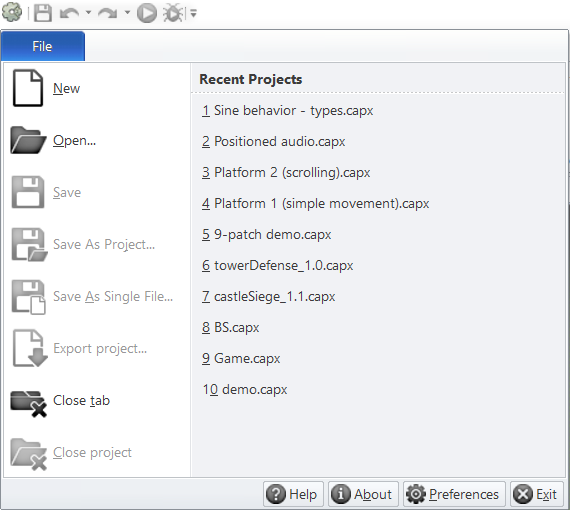 File
New
Open...
Save
Save As Project...
Save As Single File...
Export project...
Close tab
Close project
Recent Projects
1 Sine behavior - types.capx
2 Positioned audio.capx
3 Platform 2 (scrolling).capx
4 Platform 1 (simple movement).capx
5 9-patch demo.capx
6 towerDefense_1.0.capx
7 castleSiege_1.1.capx
8 BS.capx
9 Game.capx
10 demo.capx
Help About Preferences Exit